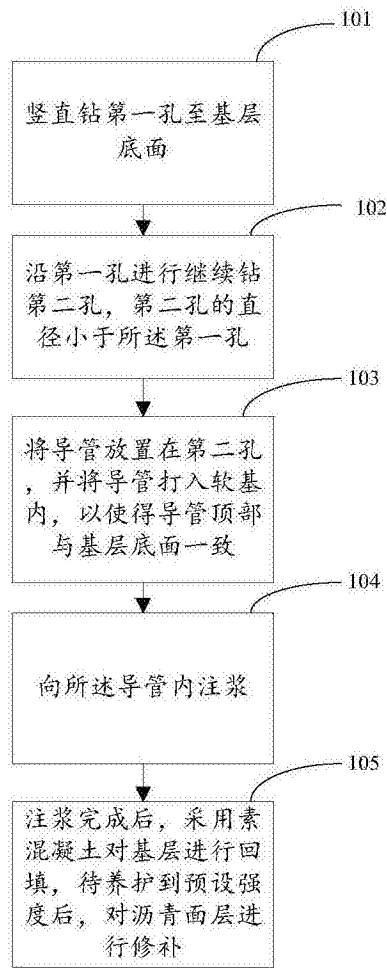 101
竖直钻第一孔至基层
底面
102
沿第一孔进行继续钻
第二孔，第二孔的直
径小于所述第一孔
103
将导管放置在第二孔
，并将导管打入软基
内，以使得导管顶部
与基层底面一致
104
向所述导管内注浆
105
注浆完成后，采用素
混凝土对基层进行回
填，待养护到预设强
度后，对沥青面层进
行修补